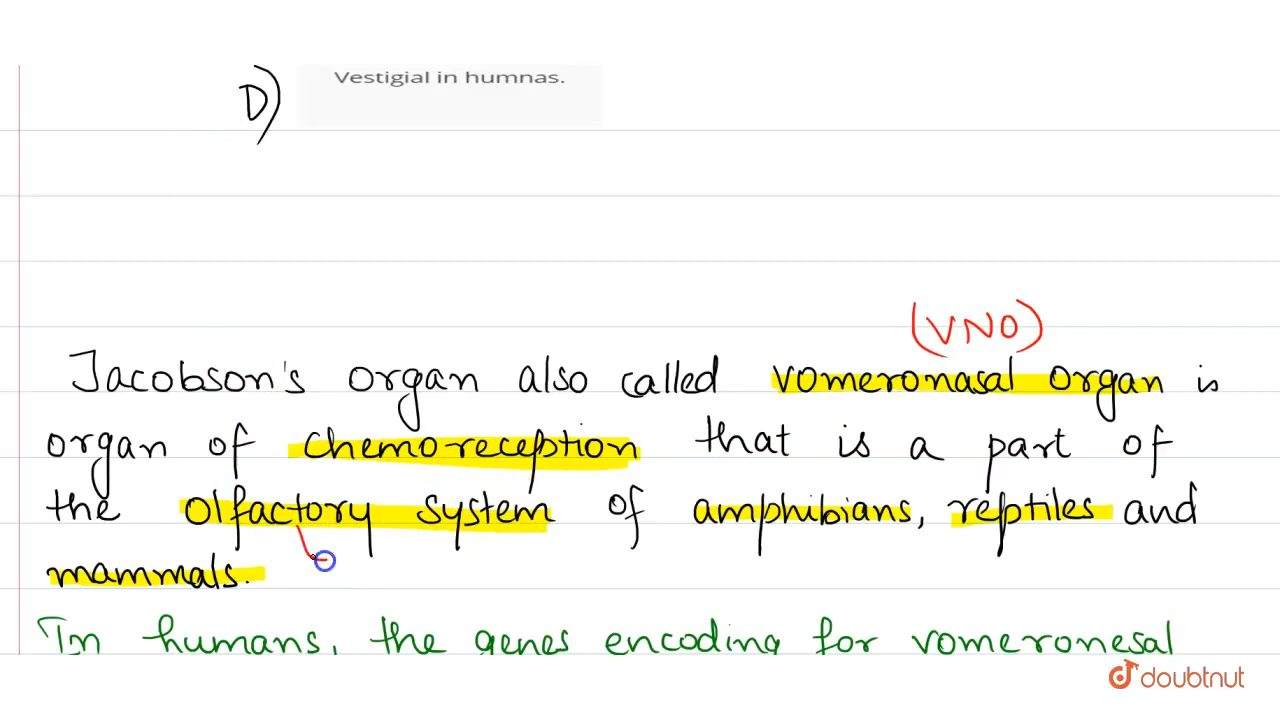 D) Vestigial in humnas.
(VNO)
Jacobson's organ also called vomeronasal organ is
organ of chemoreception that is a part of
the olfactory system of amphibians, reptiles and
mammals.
In humans, the genes encoding for vomeronesal
doubtnut